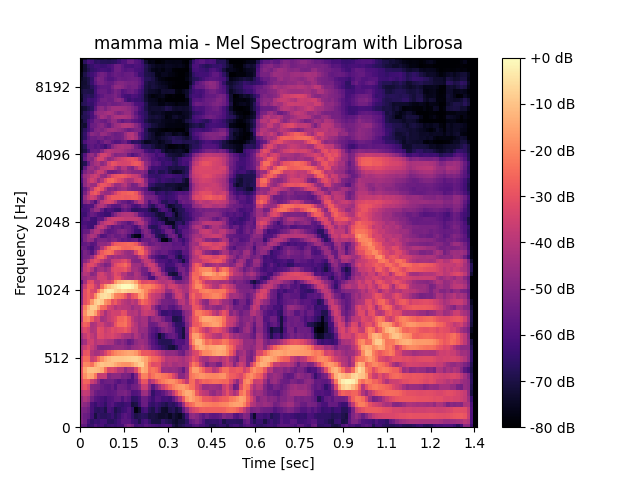 mamma mia - Mel Spectrogram with Librosa
+0 dB
8192
-10 dB
4096
-20 dB
-30 dB
2048
-40 dB
Frequency [Hz]
1024
-50 dB
-60 dB
512
-70 dB
0
-80 dB
0 0.15 0.3 0.45 0.6 0.75 0.9 1.1 1.2 1.4
Time [sec]